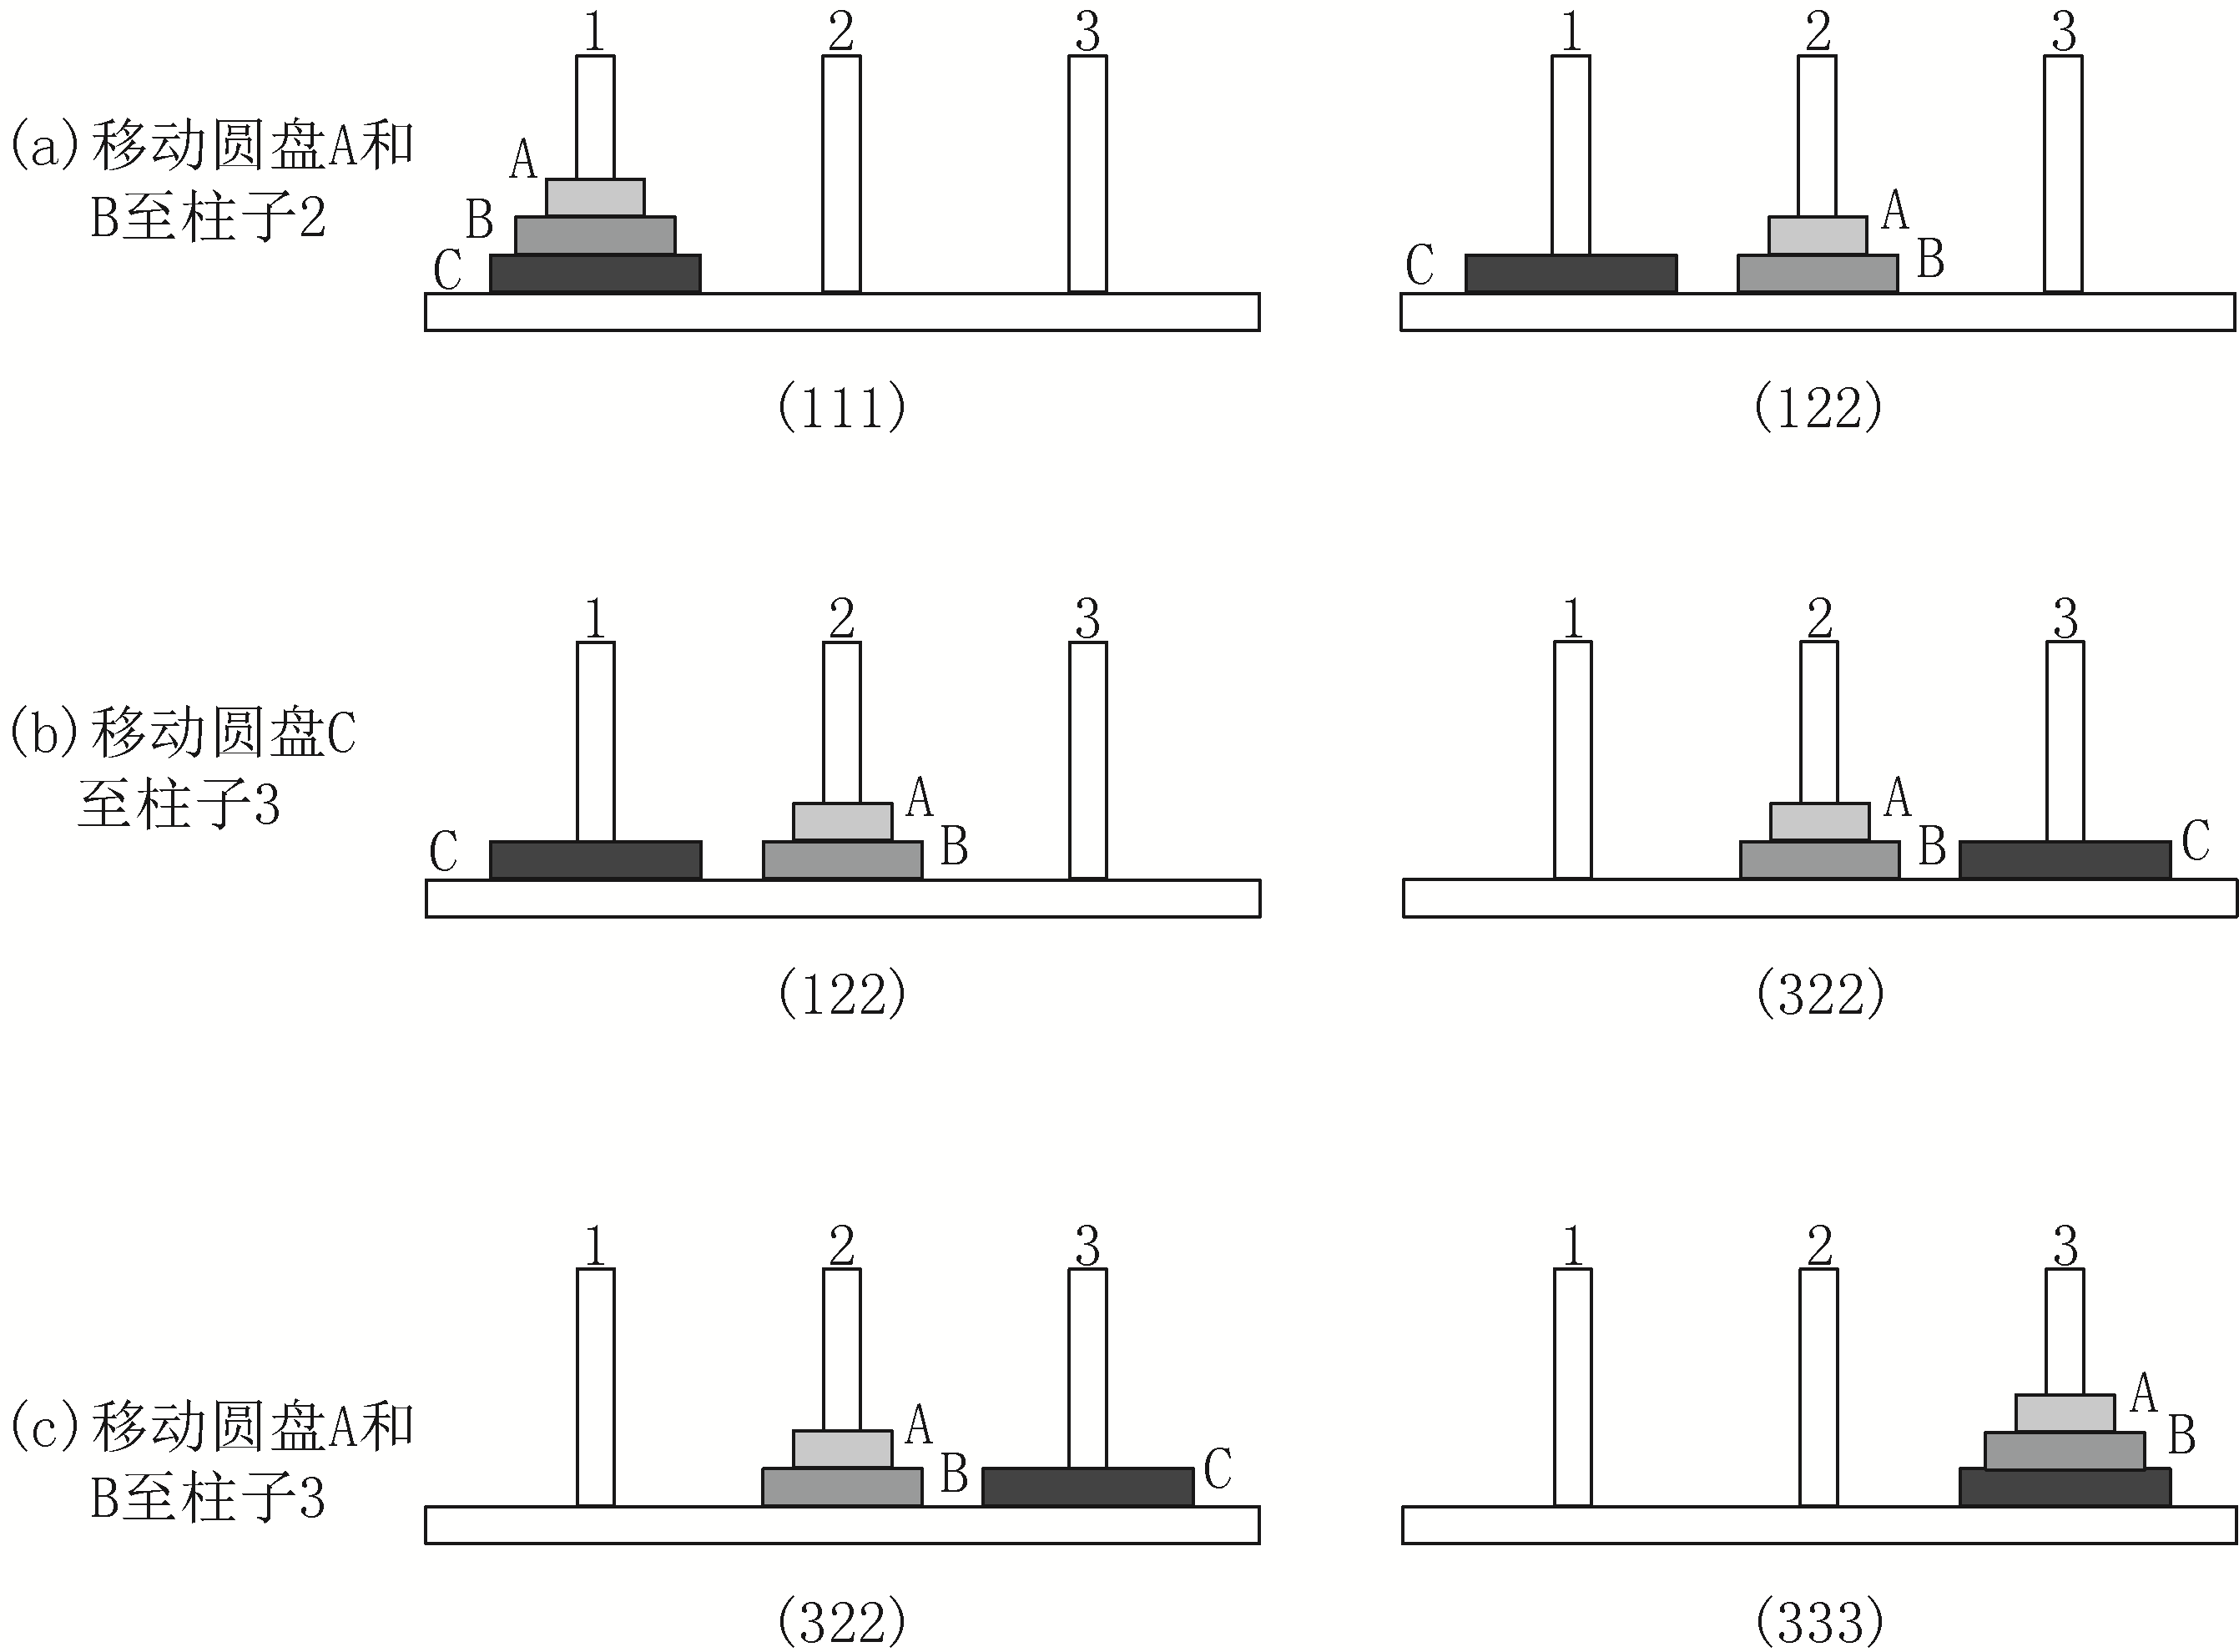 1 2 3 1 2 3
(a)移动圆盘A和
B至柱子2
A
B
C
A
C B
(111) (122)
1 2 3 1 2 3
(b)移动圆盘C
至柱子3
A A
C B B C
(122) (322)
1 2 3 1 2 3
(c)移动圆盘A和
B至柱子3
A A
B C B
(322) (333)